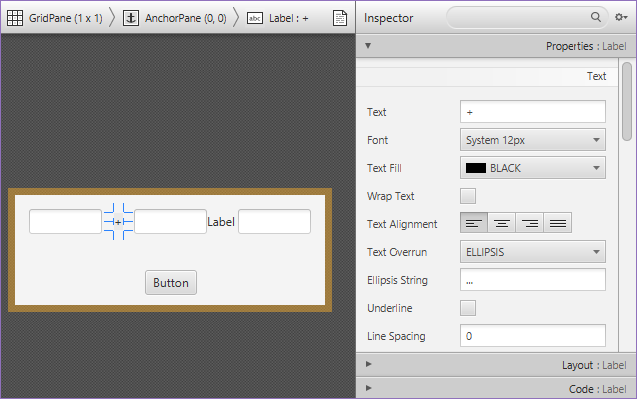 GridPane (1 x 1) AnchorPane (0, 0) abc Label : + Inspector
Properties : Label
Text
Text +
Font System 12px
Text Fill BLACK
Wrap Text
+ Label
Text Alignment
Text Overrun ELLIPSIS
Button
Ellipsis String ...
Underline
Line Spacing 0
Layout : Label
Code : Label